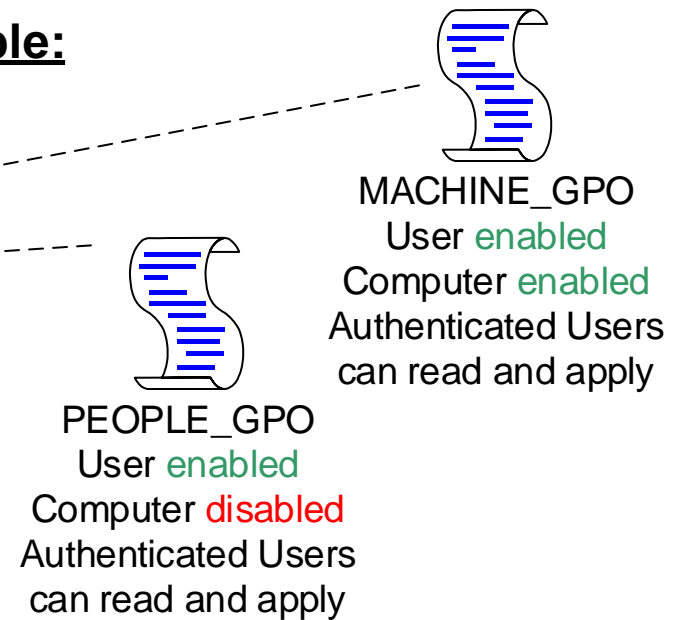 ple:
MACHINE_GPO
User enabled
Computer enabled
Authenticated Users
can read and apply
PEOPLE_GPO
User enabled
Computer disabled
Authenticated Users
can read and apply